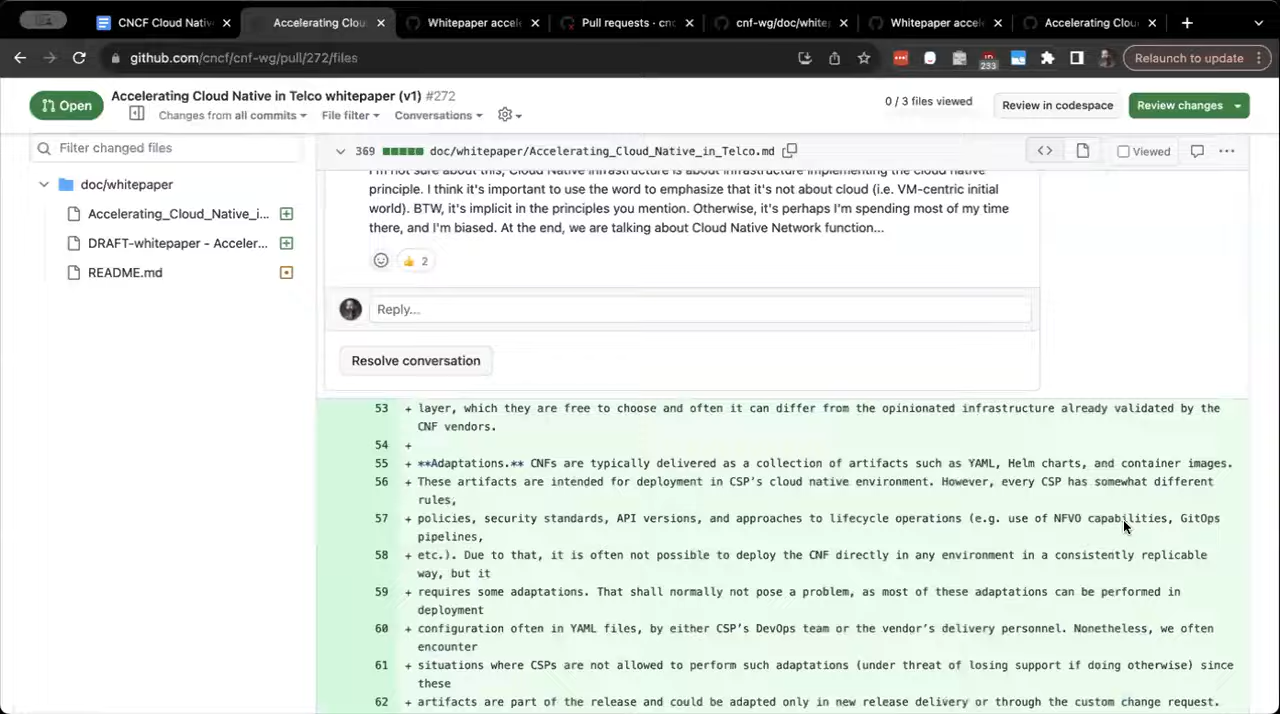 CNCF Cloud Nativ
Accelerating Clou
Whitepaper accel
Pull requests · cnc
cnf-wg/doc/white
Whitepaper accel
Accelerating Clou
github.com/cncf/cnf-wg/pull/272/files
233
Relaunch to update
Open
Accelerating Cloud Native in Telco whitepaper (v1) #272
Changes from all commits
File filter
Conversations
0 / 3 files viewed
Review in codespace
Review changes
Filter changed files
doc/whitepaper
Accelerating_Cloud_Native_i...
DRAFT-whitepaper - Acceler...
README.md
369
doc/whitepaper/Accelerating_Cloud_Native_in_Telco.md
Viewed
I'm not sure about this, Cloud Native infrastructure is about infrastructure implementing the cloud native
principle. I think it's important to use the word to emphasize that it's not about cloud (i.e. VM-centric initial
world). BTW, it's implicit in the principles you mention. Otherwise, it's perhaps I'm spending most of my time
there, and I'm biased. At the end, we are talking about Cloud Native Network function...
👍 2
Reply...
Resolve conversation
53 + layer, which they are free to choose and often it can differ from the opinionated infrastructure already validated by the
CNF vendors.
54 +
55 + **Adaptations.** CNFs are typically delivered as a collection of artifacts such as YAML, Helm charts, and container images.
56 + These artifacts are intended for deployment in CSP's cloud native environment. However, every CSP has somewhat different
rules,
57 + policies, security standards, API versions, and approaches to lifecycle operations (e.g. use of NFVO capabilities, GitOps
pipelines,
58 + etc.). Due to that, it is often not possible to deploy the CNF directly in any environment in a consistently replicable
way, but it
59 + requires some adaptations. That shall normally not pose a problem, as most of these adaptations can be performed in
deployment
60 + configuration often in YAML files, by either CSP's DevOps team or the vendor's delivery personnel. Nonetheless, we often
encounter
61 + situations where CSPs are not allowed to perform such adaptations (under threat of losing support if doing otherwise) since
these
62 + artifacts are part of the release and could be adapted only in new release delivery or through the custom change request.